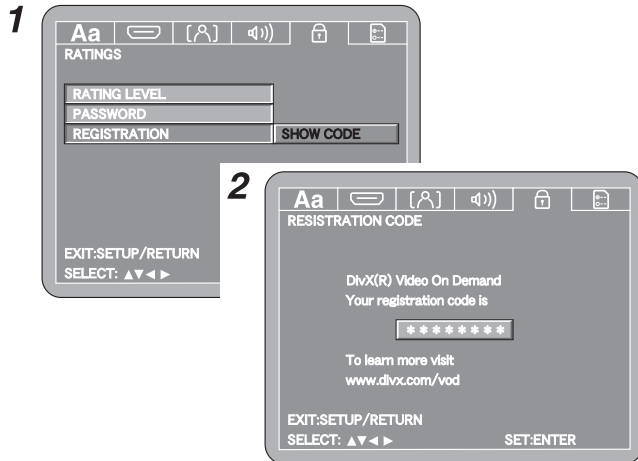 1
Aa
RATINGS
RATING LEVEL
PASSWORD
REGISTRATION SHOW CODE
EXIT:SETUP/RETURN
SELECT: ▲▼◄►
2
Aa
RESISTRATION CODE
DivX(R) Video On Demand
Your registration code is
********
To learn more visit
www.divx.com/vod
EXIT:SETUP/RETURN
SELECT: ▲▼◄► SET:ENTER